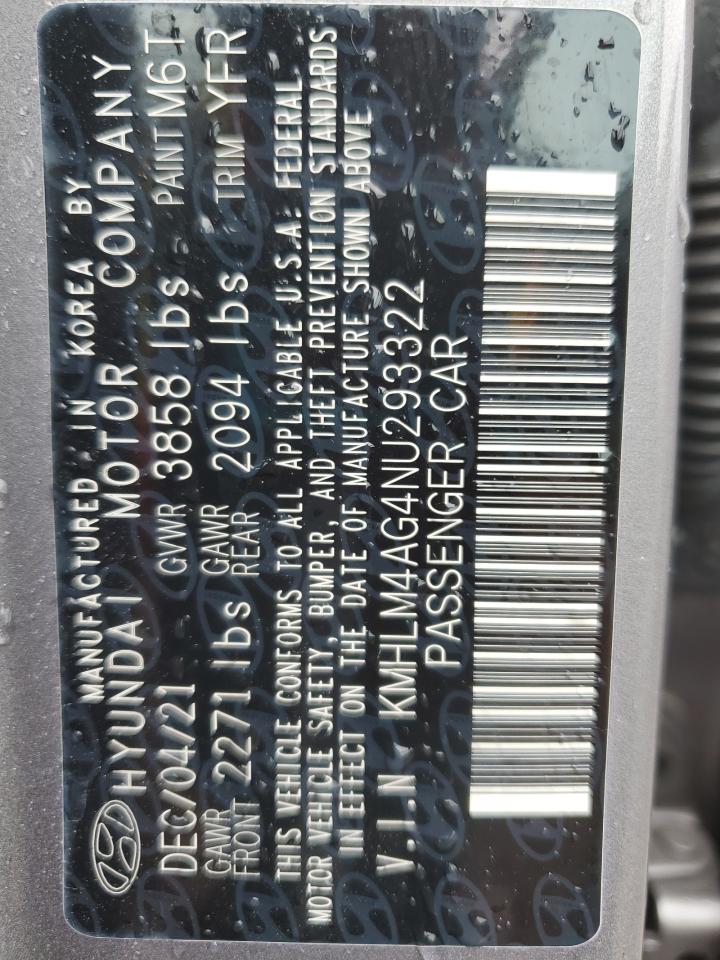 MANUFACTURED IN KOREA BY
HYUNDAI MOTOR COMPANY
DEC/04/21 GVWR 3858 lbs PAINT M6T
GAWR FRONT 2271 lbs GAWR REAR 2094 lbs TRIM YFR
THIS VEHICLE CONFORMS TO ALL APPLICABLE U.S.A. FEDERAL
MOTOR VEHICLE SAFETY, BUMPER, AND THEFT PREVENTION STANDARDS
IN EFFECT ON THE DATE OF MANUFACTURE SHOWN ABOVE
V.I.N KMHLM4AG4NU293322
PASSENGER CAR